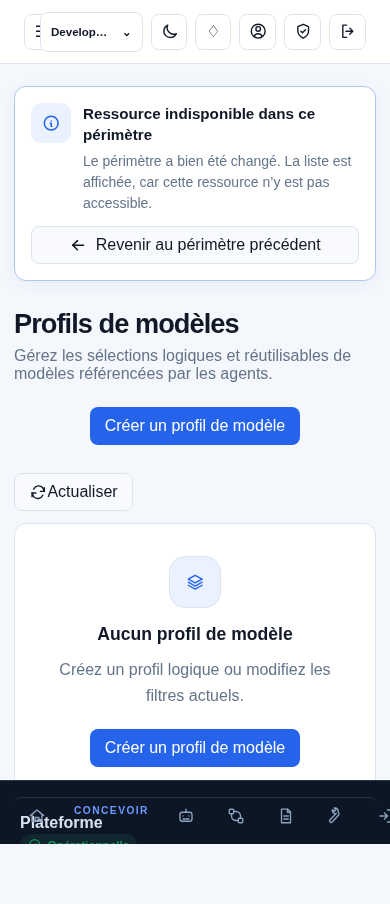 Develop...
Ressource indisponible dans ce
périmètre
Le périmètre a bien été changé. La liste est
affichée, car cette ressource n’y est pas
accessible.
Revenir au périmètre précédent
Profils de modèles
Gérez les sélections logiques et réutilisables de
modèles référencées par les agents.
Créer un profil de modèle
Actualiser
Aucun profil de modèle
Créez un profil logique ou modifiez les
filtres actuels.
Créer un profil de modèle
CONCEVOIR
Plateforme
Opérationnelle